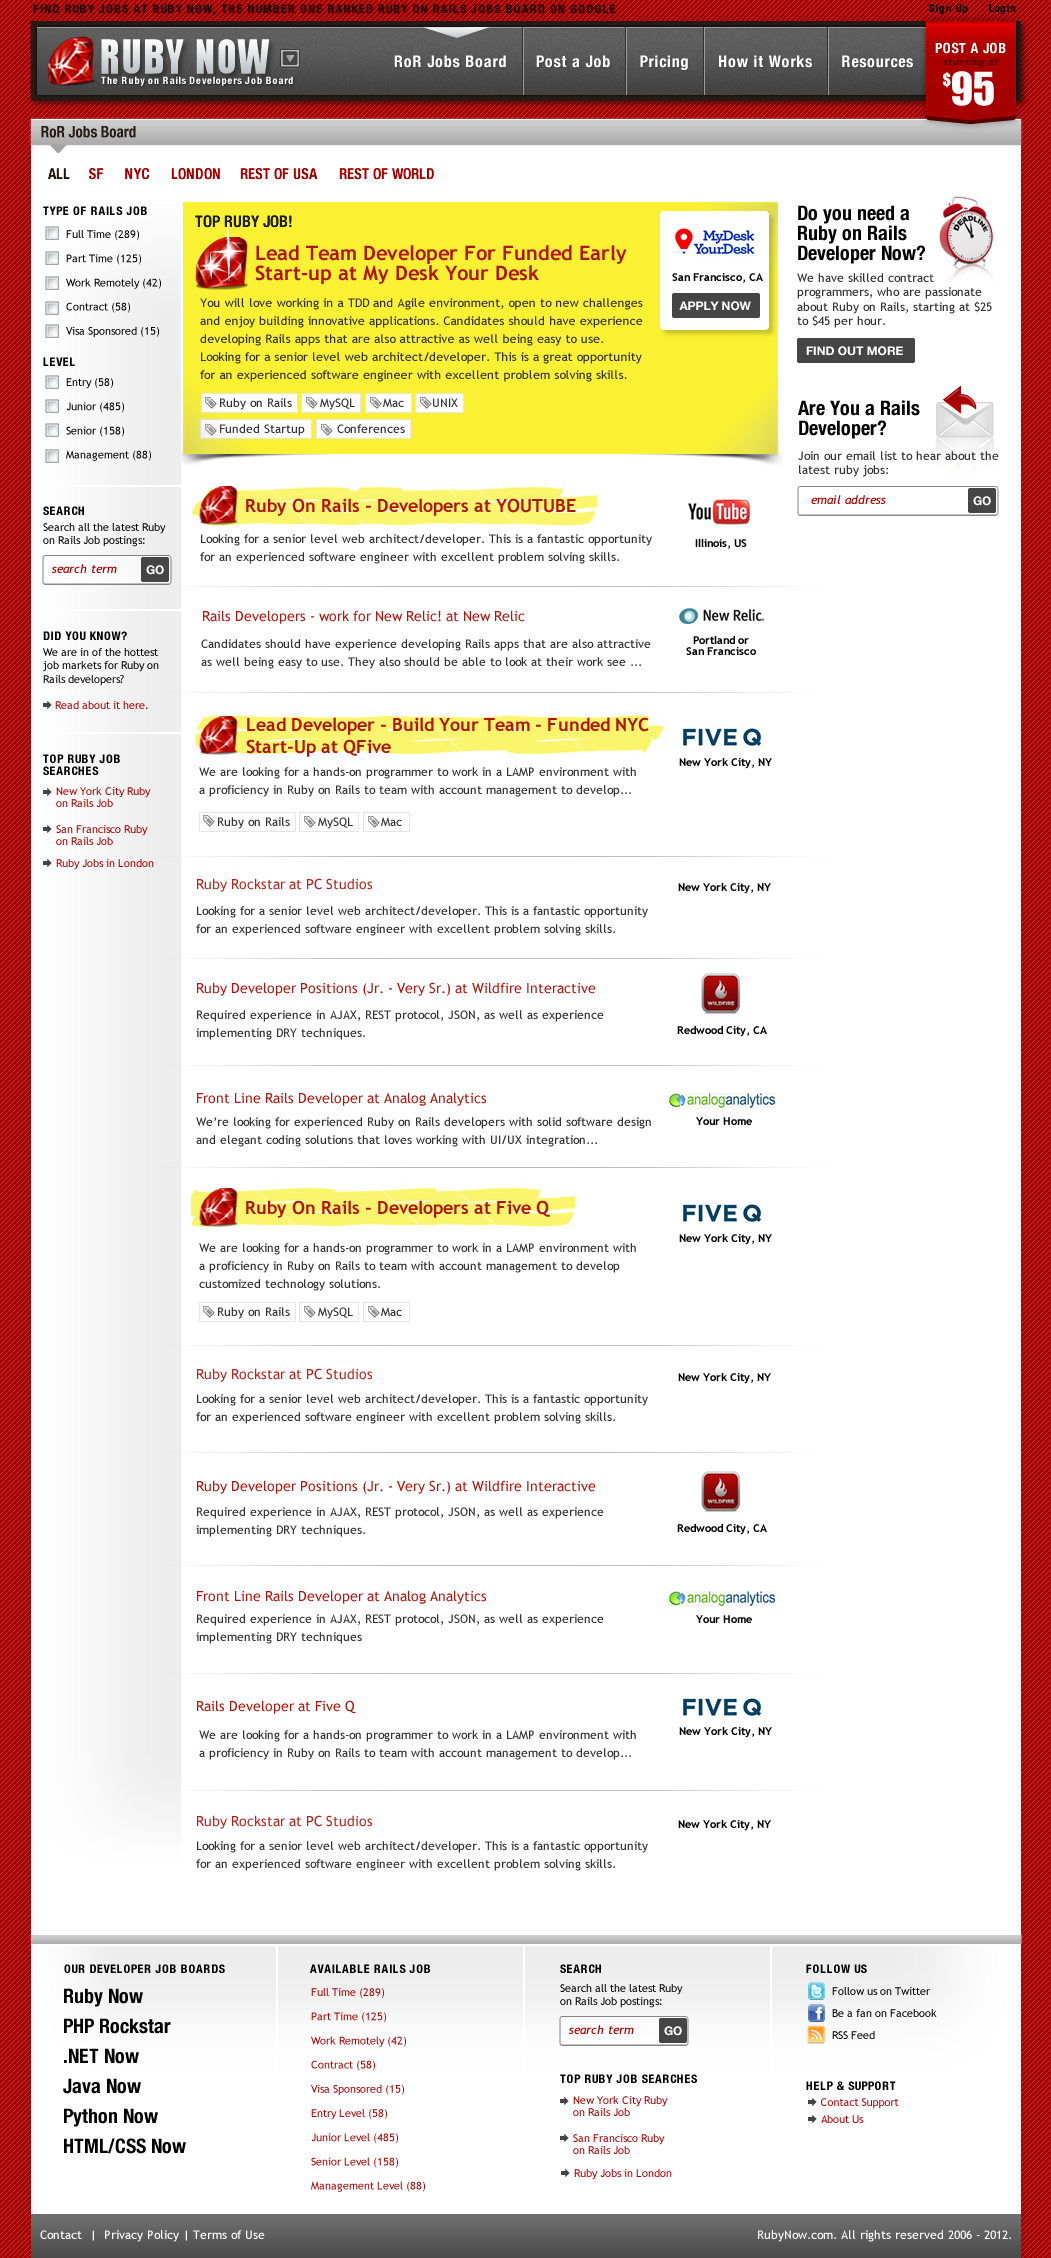 FIND RUBY JOBS AT RUBY NOW, THE NUMBER ONE RANKED RUBY ON RAILS JOBS BOARD ON GOOGLE
Sign Up Login
RUBY NOW
The Ruby on Rails Developers Job Board
RoR Jobs Board
Post a Job
Pricing
How it Works
Resources
POST A JOB
starting at
$95
RoR Jobs Board
ALL SF NYC LONDON REST OF USA REST OF WORLD
TYPE OF RAILS JOB
Full Time (289)
Part Time (125)
Work Remotely (42)
Contract (58)
Visa Sponsored (15)
LEVEL
Entry (58)
Junior (485)
Senior (158)
Management (88)
SEARCH
Search all the latest Ruby
on Rails Job postings:
search term GO
DID YOU KNOW?
We are in of the hottest
job markets for Ruby on
Rails developers?
Read about it here.
TOP RUBY JOB
SEARCHES
New York City Ruby
on Rails Job
San Francisco Ruby
on Rails Job
Ruby Jobs in London
TOP RUBY JOB!
Lead Team Developer For Funded Early
Start-up at My Desk Your Desk
You will love working in a TDD and Agile environment, open to new challenges
and enjoy building innovative applications. Candidates should have experience
developing Rails apps that are also attractive as well being easy to use.
Looking for a senior level web architect/developer. This is a great opportunity
for an experienced software engineer with excellent problem solving skills.
Ruby on Rails MySQL Mac UNIX
Funded Startup Conferences
MyDesk
YourDesk
San Francisco, CA
APPLY NOW
Ruby On Rails - Developers at YOUTUBE
Looking for a senior level web architect/developer. This is a fantastic opportunity
for an experienced software engineer with excellent problem solving skills.
YouTube
Illinois, US
Rails Developers - work for New Relic! at New Relic
Candidates should have experience developing Rails apps that are also attractive
as well being easy to use. They also should be able to look at their work see ...
New Relic.
Portland or
San Francisco
Lead Developer - Build Your Team - Funded NYC
Start-Up at QFive
We are looking for a hands-on programmer to work in a LAMP environment with
a proficiency in Ruby on Rails to team with account management to develop...
Ruby on Rails MySQL Mac
FIVE Q
New York City, NY
Ruby Rockstar at PC Studios
Looking for a senior level web architect/developer. This is a fantastic opportunity
for an experienced software engineer with excellent problem solving skills.
New York City, NY
Ruby Developer Positions (Jr. - Very Sr.) at Wildfire Interactive
Required experience in AJAX, REST protocol, JSON, as well as experience
implementing DRY techniques.
WILDFIRE
Redwood City, CA
Front Line Rails Developer at Analog Analytics
We're looking for experienced Ruby on Rails developers with solid software design
and elegant coding solutions that loves working with UI/UX integration...
analoganalytics
Your Home
Ruby On Rails - Developers at Five Q
We are looking for a hands-on programmer to work in a LAMP environment with
a proficiency in Ruby on Rails to team with account management to develop
customized technology solutions.
Ruby on Rails MySQL Mac
FIVE Q
New York City, NY
Ruby Rockstar at PC Studios
Looking for a senior level web architect/developer. This is a fantastic opportunity
for an experienced software engineer with excellent problem solving skills.
New York City, NY
Ruby Developer Positions (Jr. - Very Sr.) at Wildfire Interactive
Required experience in AJAX, REST protocol, JSON, as well as experience
implementing DRY techniques.
WILDFIRE
Redwood City, CA
Front Line Rails Developer at Analog Analytics
Required experience in AJAX, REST protocol, JSON, as well as experience
implementing DRY techniques
analoganalytics
Your Home
Rails Developer at Five Q
We are looking for a hands-on programmer to work in a LAMP environment with
a proficiency in Ruby on Rails to team with account management to develop...
FIVE Q
New York City, NY
Ruby Rockstar at PC Studios
Looking for a senior level web architect/developer. This is a fantastic opportunity
for an experienced software engineer with excellent problem solving skills.
New York City, NY
Do you need a
Ruby on Rails
Developer Now?
DEADLINE
We have skilled contract
programmers, who are passionate
about Ruby on Rails, starting at $25
to $45 per hour.
FIND OUT MORE
Are You a Rails
Developer?
Join our email list to hear about the
latest ruby jobs:
email address GO
OUR DEVELOPER JOB BOARDS
Ruby Now
PHP Rockstar
.NET Now
Java Now
Python Now
HTML/CSS Now
AVAILABLE RAILS JOB
Full Time (289)
Part Time (125)
Work Remotely (42)
Contract (58)
Visa Sponsored (15)
Entry Level (58)
Junior Level (485)
Senior Level (158)
Management Level (88)
SEARCH
Search all the latest Ruby
on Rails Job postings:
search term GO
TOP RUBY JOB SEARCHES
New York City Ruby
on Rails Job
San Francisco Ruby
on Rails Job
Ruby Jobs in London
FOLLOW US
Follow us on Twitter
Be a fan on Facebook
RSS Feed
HELP & SUPPORT
Contact Support
About Us
Contact | Privacy Policy | Terms of Use
RubyNow.com. All rights reserved 2006 - 2012.